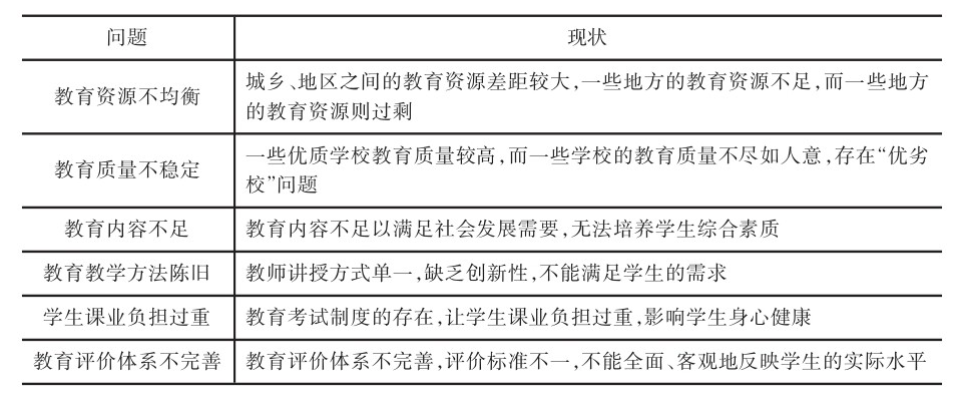 问题 现状
教育资源不均衡 城乡、地区之间的教育资源差距较大,一些地方的教育资源不足,而一些地方
的教育资源则过剩
教育质量不稳定 一些优质学校教育质量较高,而一些学校的教育质量不尽如人意,存在“优劣
校”问题
教育内容不足 教育内容不足以满足社会发展需要,无法培养学生综合素质
教育教学方法陈旧 教师讲授方式单一,缺乏创新性,不能满足学生的需求
学生课业负担过重 教育考试制度的存在,让学生课业负担过重,影响学生身心健康
教育评价体系不完善 教育评价体系不完善,评价标准不一,不能全面、客观地反映学生的实际水平